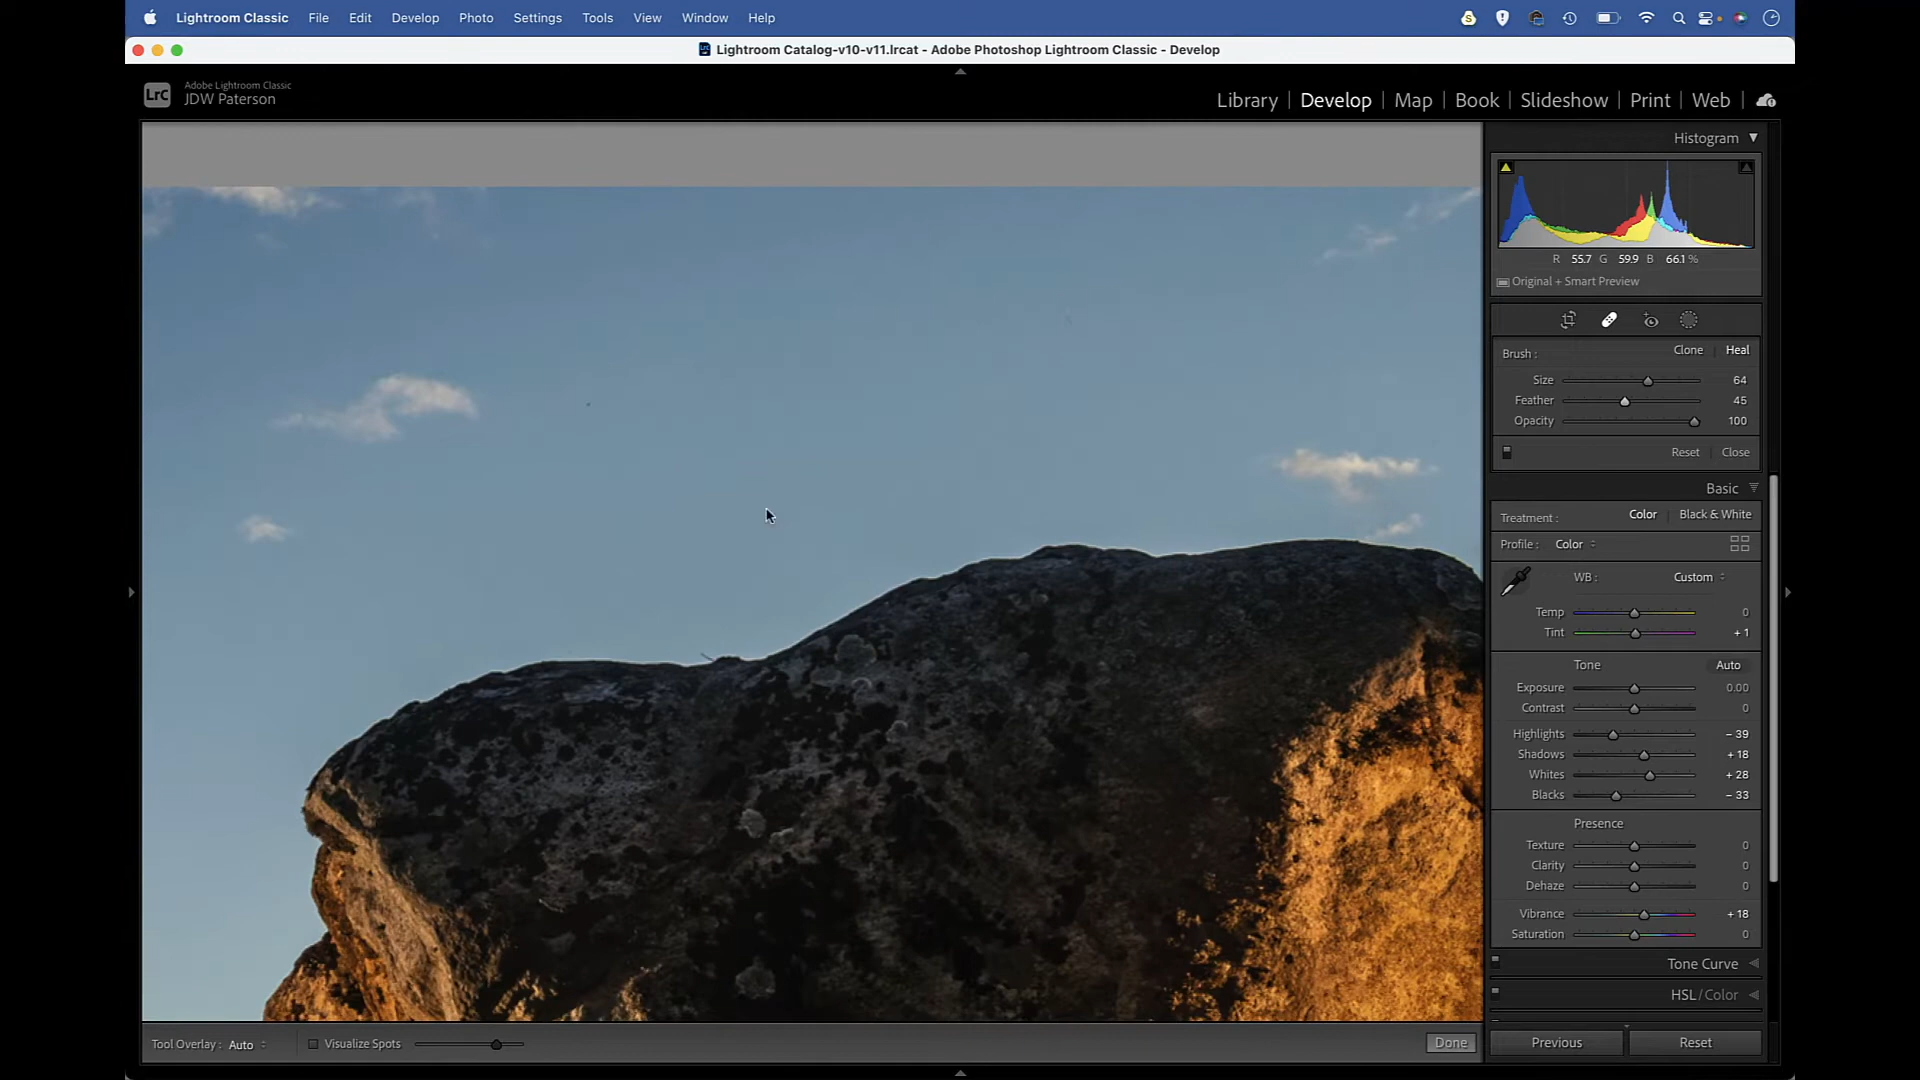 Lightroom Classic File Edit Develop Photo Settings Tools View Window Help
Lightroom Catalog-v10-v11.lrcat - Adobe Photoshop Lightroom Classic - Develop
LrC Adobe Lightroom Classic
JDW Paterson
Library | Develop | Map | Book | Slideshow | Print | Web
Histogram
R 55.7 G 59.9 B 66.1 %
Original + Smart Preview
Brush : Clone | Heal
Size 64
Feather 45
Opacity 100
Reset Close
Basic
Treatment : Color Black & White
Profile : Color
WB : Custom
Temp 0
Tint + 1
Tone Auto
Exposure 0.00
Contrast 0
Highlights – 39
Shadows + 18
Whites + 28
Blacks – 33
Presence
Texture 0
Clarity 0
Dehaze 0
Vibrance + 18
Saturation 0
Tone Curve
HSL / Color
Tool Overlay : Auto Visualize Spots Done Previous Reset